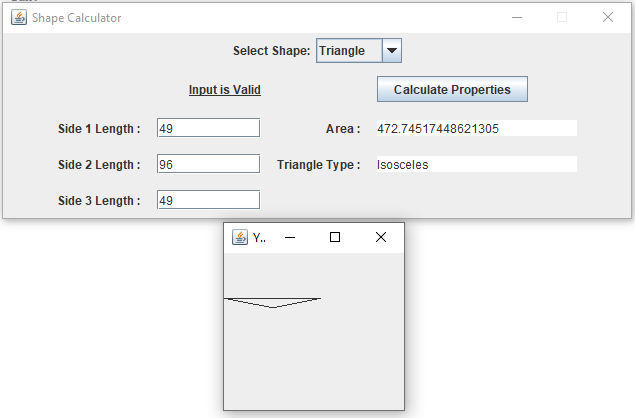 Shape Calculator
Select Shape: Triangle
Input is Valid
Calculate Properties
Side 1 Length : 49
Area : 472.74517448621305
Side 2 Length : 96
Triangle Type : Isosceles
Side 3 Length : 49
Y..